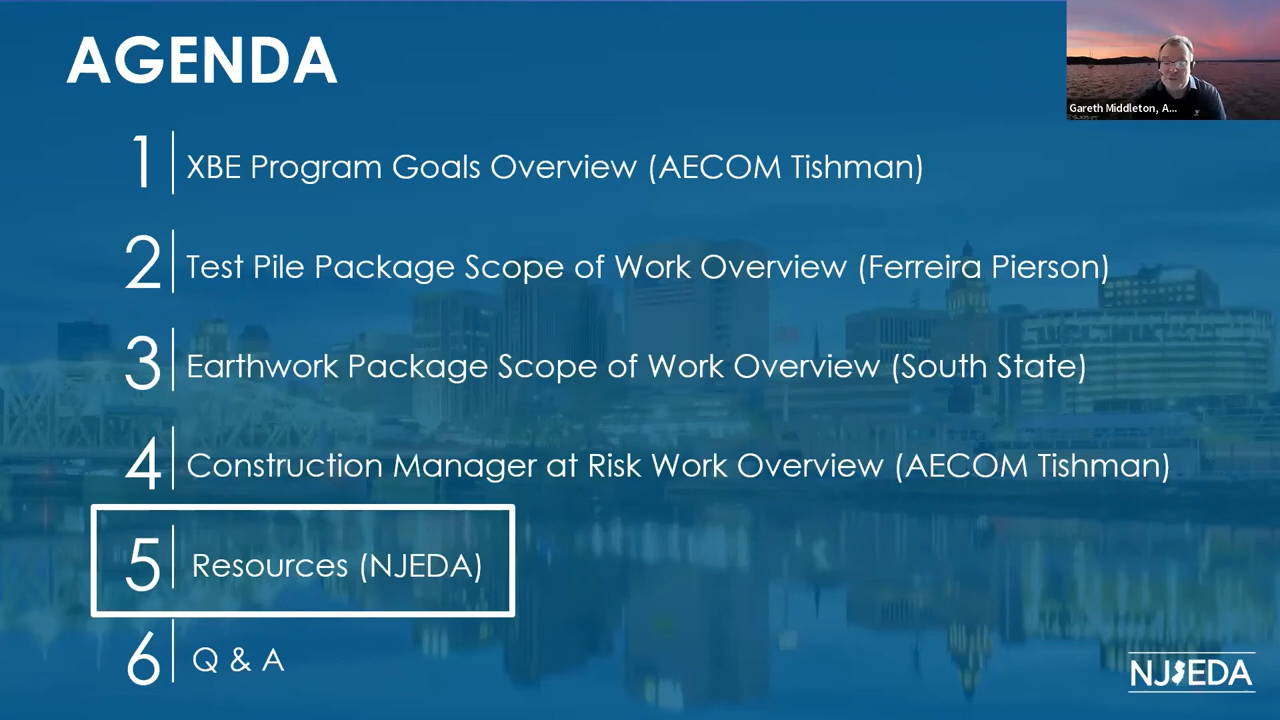 AGENDA
Gareth Middleton, A...
1 XBE Program Goals Overview (AECOM Tishman)
2 Test Pile Package Scope of Work Overview (Ferreira Pierson)
3 Earthwork Package Scope of Work Overview (South State)
4 Construction Manager at Risk Work Overview (AECOM Tishman)
5 Resources (NJEDA)
6 Q & A
NJEDA